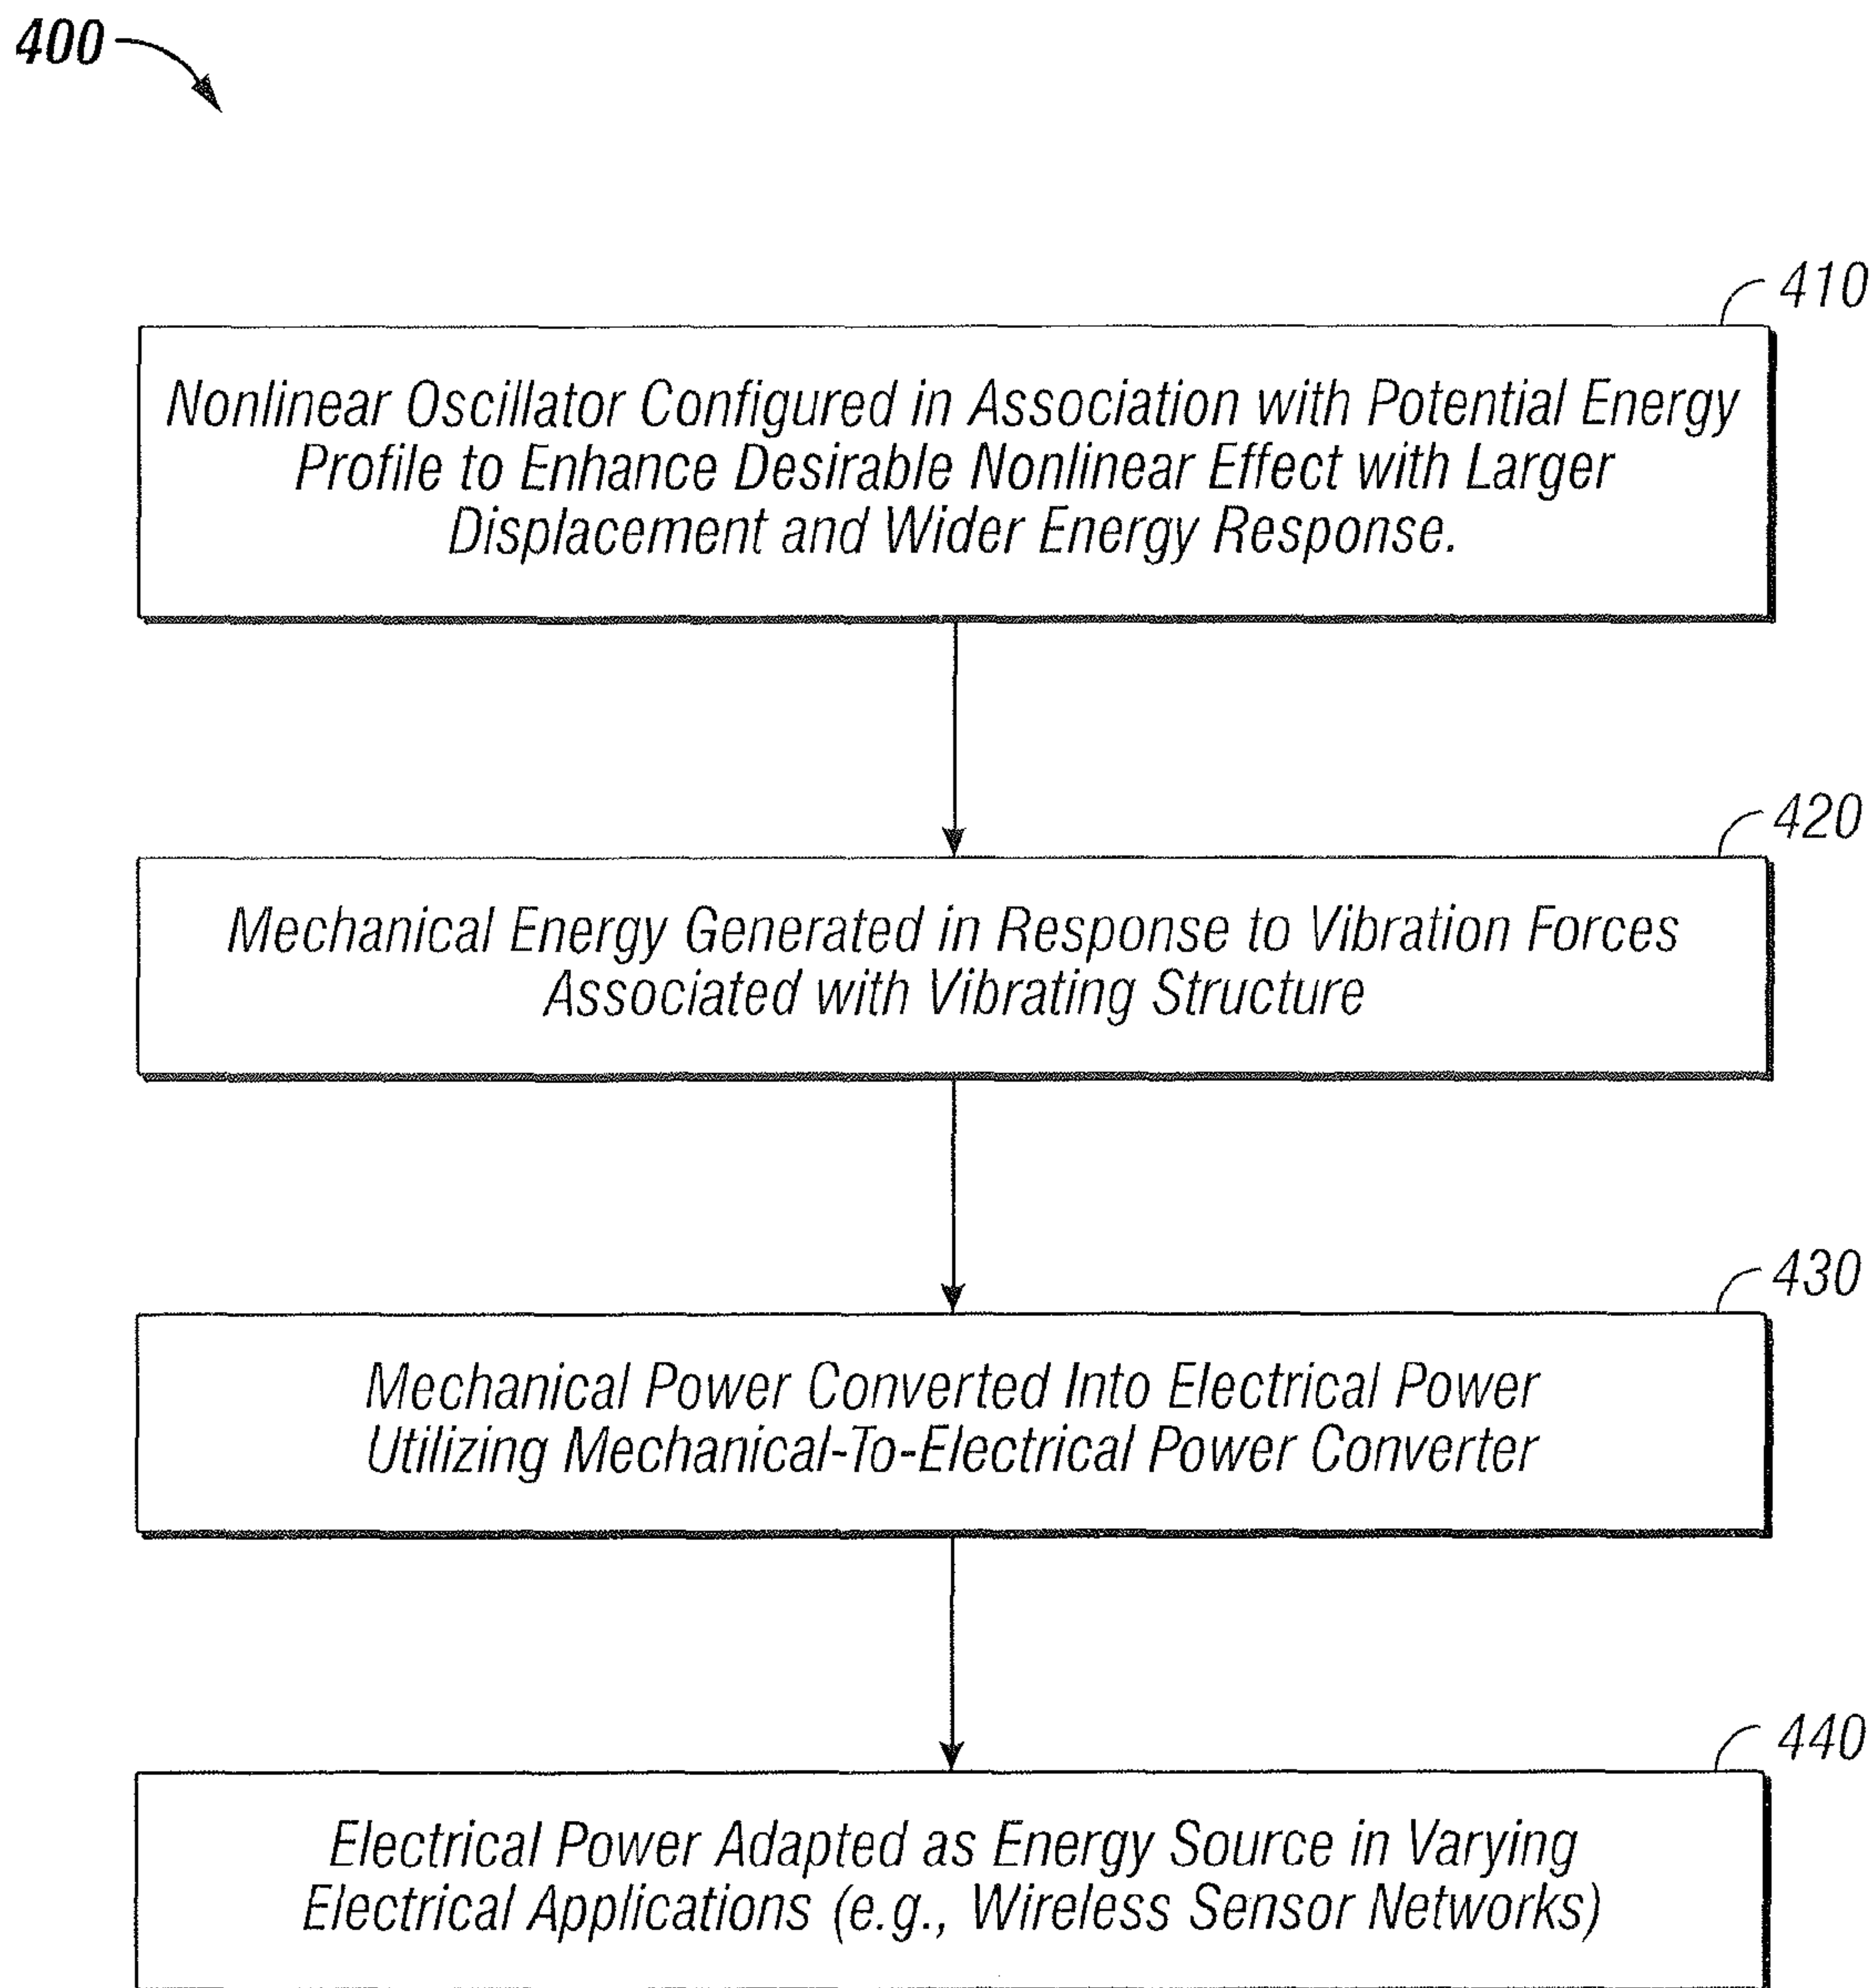 400
410
Nonlinear Oscillator Configured in Association with Potential Energy
Profile to Enhance Desirable Nonlinear Effect with Larger
Displacement and Wider Energy Response.
420
Mechanical Energy Generated in Response to Vibration Forces
Associated with Vibrating Structure
430
Mechanical Power Converted Into Electrical Power
Utilizing Mechanical-To-Electrical Power Converter
440
Electrical Power Adapted as Energy Source in Varying
Electrical Applications (e.g., Wireless Sensor Networks)